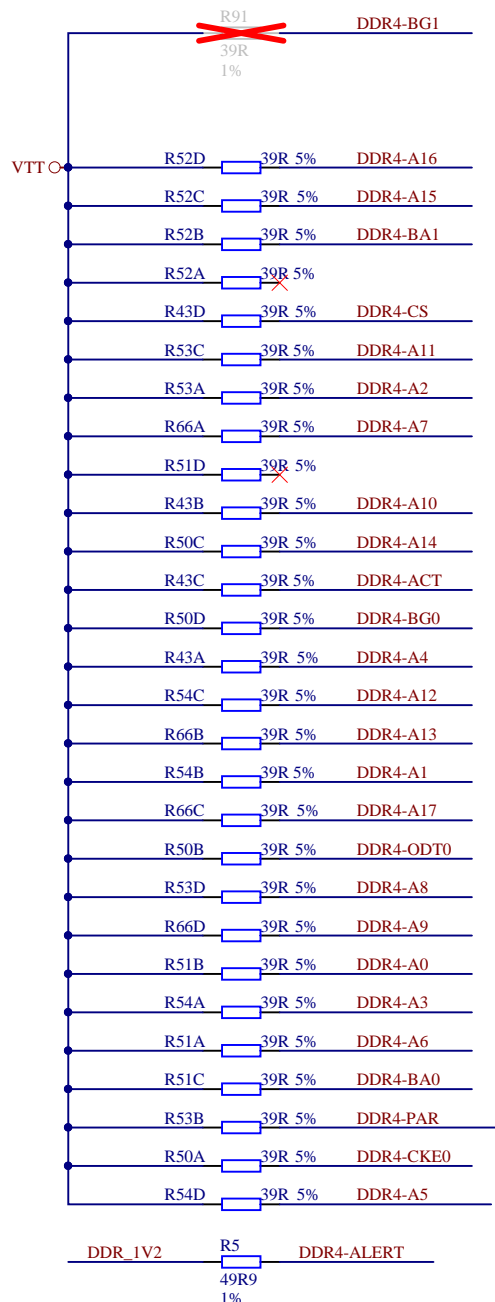 R91
DDR4-BG1
39R
1%
VTT
R52D 39R 5% DDR4-A16
R52C 39R 5% DDR4-A15
R52B 39R 5% DDR4-BA1
R52A 39R 5%
R43D 39R 5% DDR4-CS
R53C 39R 5% DDR4-A11
R53A 39R 5% DDR4-A2
R66A 39R 5% DDR4-A7
R51D 39R 5%
R43B 39R 5% DDR4-A10
R50C 39R 5% DDR4-A14
R43C 39R 5% DDR4-ACT
R50D 39R 5% DDR4-BG0
R43A 39R 5% DDR4-A4
R54C 39R 5% DDR4-A12
R66B 39R 5% DDR4-A13
R54B 39R 5% DDR4-A1
R66C 39R 5% DDR4-A17
R50B 39R 5% DDR4-ODT0
R53D 39R 5% DDR4-A8
R66D 39R 5% DDR4-A9
R51B 39R 5% DDR4-A0
R54A 39R 5% DDR4-A3
R51A 39R 5% DDR4-A6
R51C 39R 5% DDR4-BA0
R53B 39R 5% DDR4-PAR
R50A 39R 5% DDR4-CKE0
R54D 39R 5% DDR4-A5
DDR_1V2 R5 DDR4-ALERT
49R9
1%